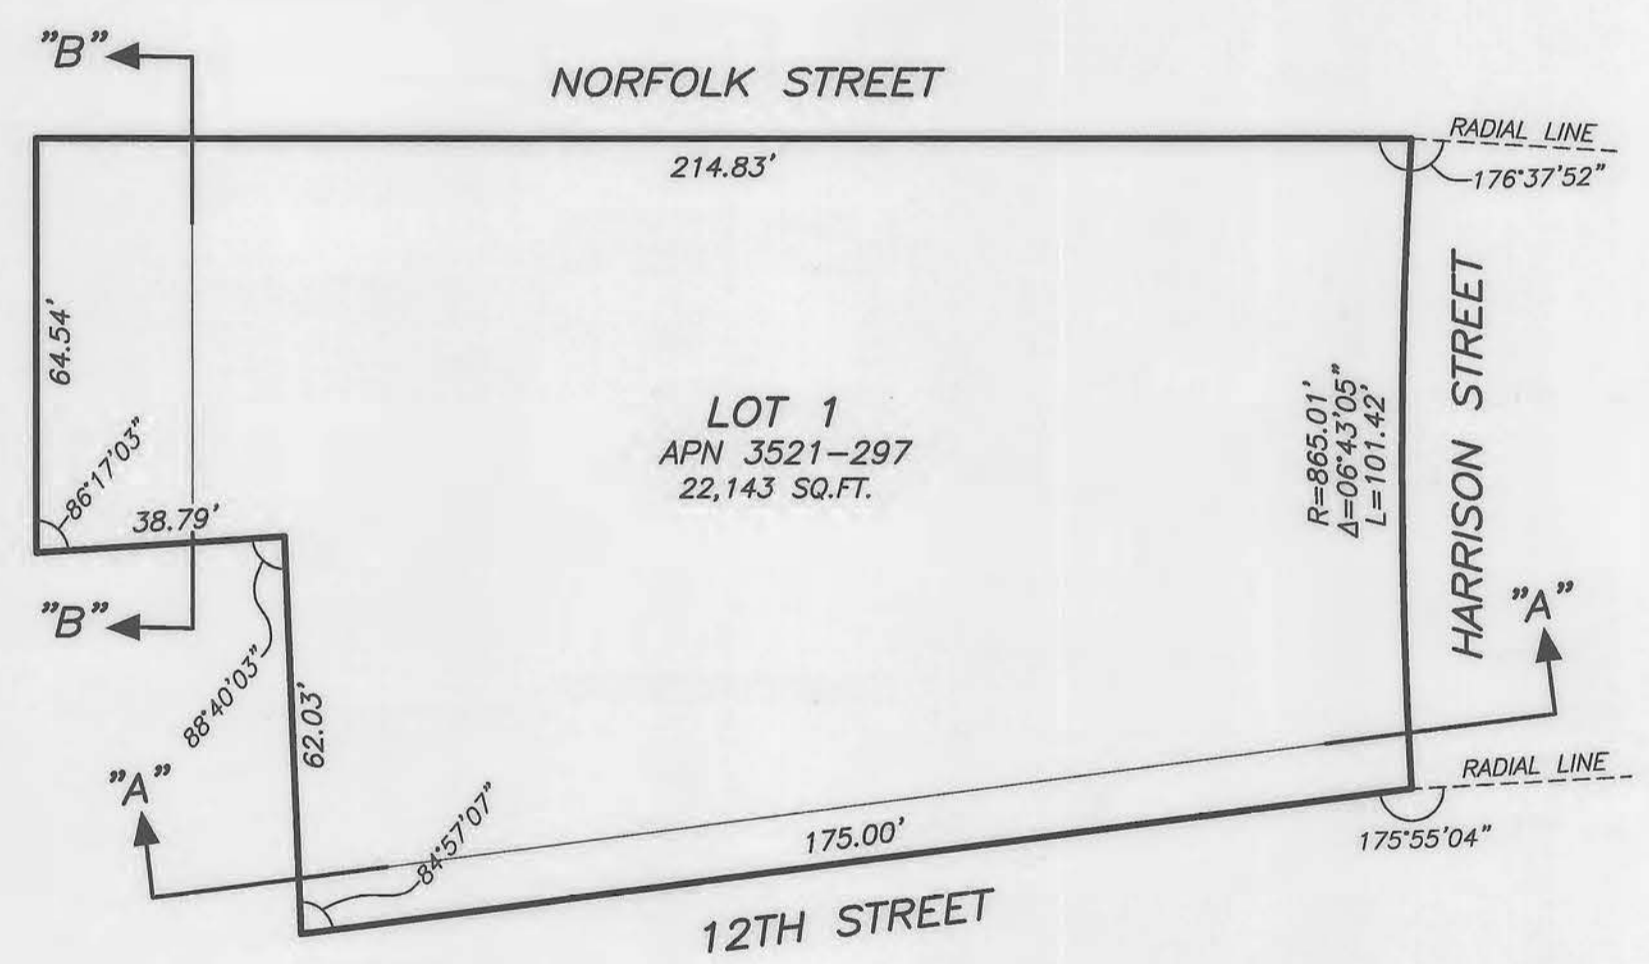 "B"
NORFOLK STREET
RADIAL LINE
214.83'
176°37'52"
64.54'
86°17'03"
38.79'
LOT 1
APN 3521-297
22,143 SQ.FT.
R=865.01'
Δ=06°43'05"
L=101.42'
HARRISON STREET
"B"
"A"
88°40'03"
62.03'
"A"
RADIAL LINE
84°57'07"
175.00'
175°55'04"
12TH STREET